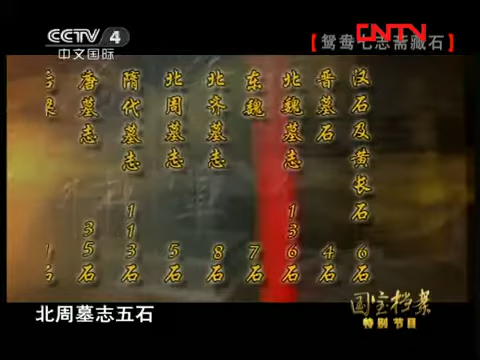 CCTV 4
中文国际
CNTV
【鸳鸯七志斋藏石】
汉石及黄长石 6石
晋墓石 4石
北魏墓志 136石
东魏 7石
北齐墓志 8石
北周墓志 5石
隋代墓志 113石
唐墓志 35石
国宝档案
特别节目
北周墓志五石